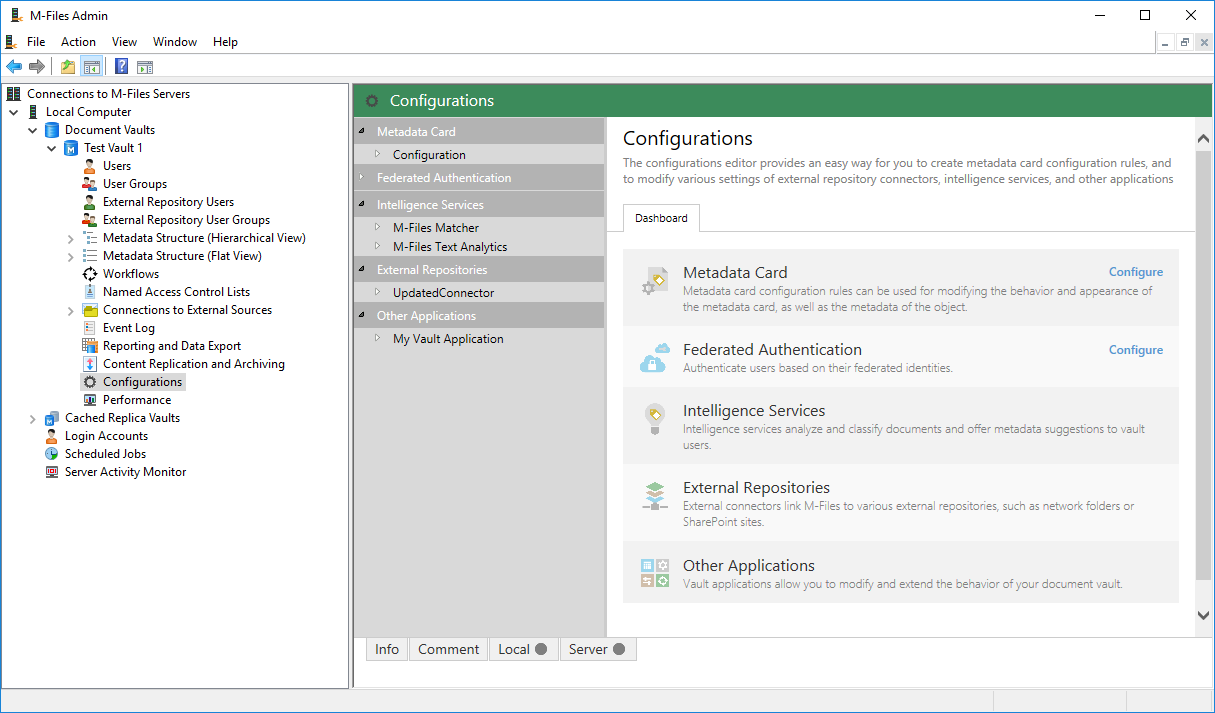 M-Files Admin
File Action View Window Help
Connections to M-Files Servers
Local Computer
Document Vaults
Test Vault 1
Users
User Groups
External Repository Users
External Repository User Groups
Metadata Structure (Hierarchical View)
Metadata Structure (Flat View)
Workflows
Named Access Control Lists
Connections to External Sources
Event Log
Reporting and Data Export
Content Replication and Archiving
Configurations
Performance
Cached Replica Vaults
Login Accounts
Scheduled Jobs
Server Activity Monitor
Configurations
Metadata Card
Configuration
Federated Authentication
Intelligence Services
M-Files Matcher
M-Files Text Analytics
External Repositories
UpdatedConnector
Other Applications
My Vault Application
Configurations
The configurations editor provides an easy way for you to create metadata card configuration rules, and
to modify various settings of external repository connectors, intelligence services, and other applications
Dashboard
Metadata Card
Configure
Metadata card configuration rules can be used for modifying the behavior and appearance of
the metadata card, as well as the metadata of the object.
Federated Authentication
Configure
Authenticate users based on their federated identities.
Intelligence Services
Intelligence services analyze and classify documents and offer metadata suggestions to vault
users.
External Repositories
External connectors link M-Files to various external repositories, such as network folders or
SharePoint sites.
Other Applications
Vault applications allow you to modify and extend the behavior of your document vault.
Info Comment Local Server